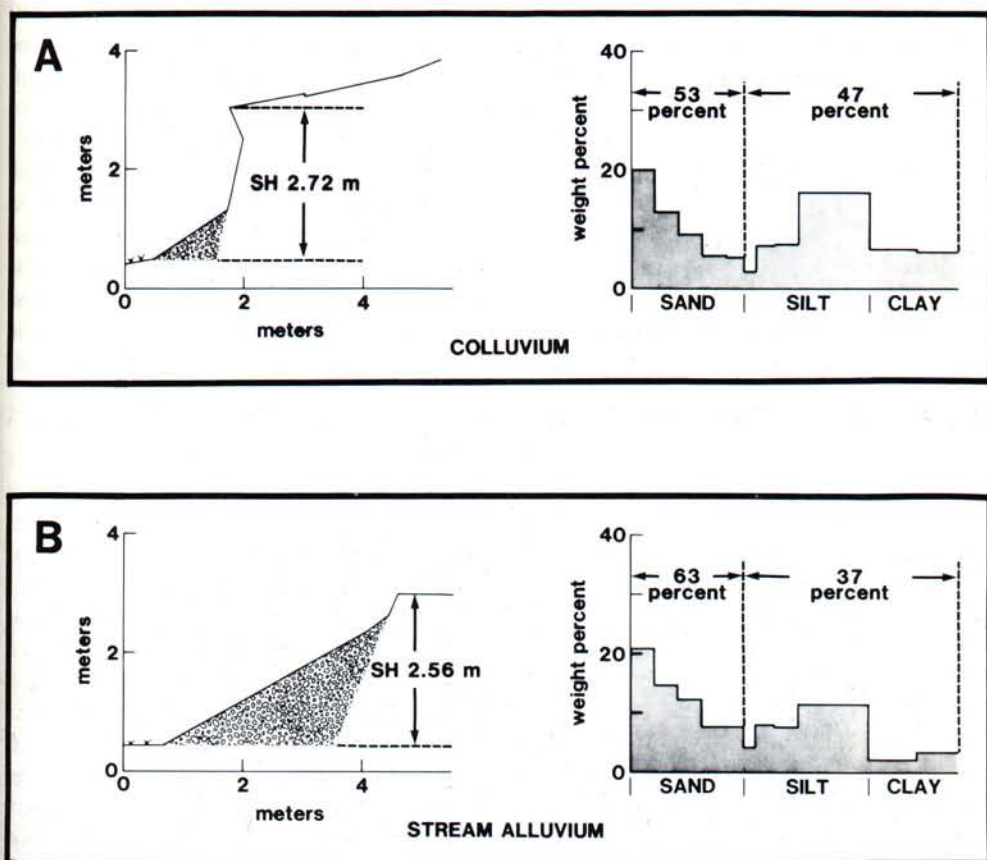 A
4
meters
2
0
SH 2.72 m
0 2 4
meters
40
weight percent
20
0
53 percent
47 percent
SAND | SILT | CLAY
COLLUVIUM
B
4
meters
2
0
SH 2.56 m
0 2 4
meters
40
weight percent
20
0
63 percent
37 percent
SAND | SILT | CLAY
STREAM ALLUVIUM